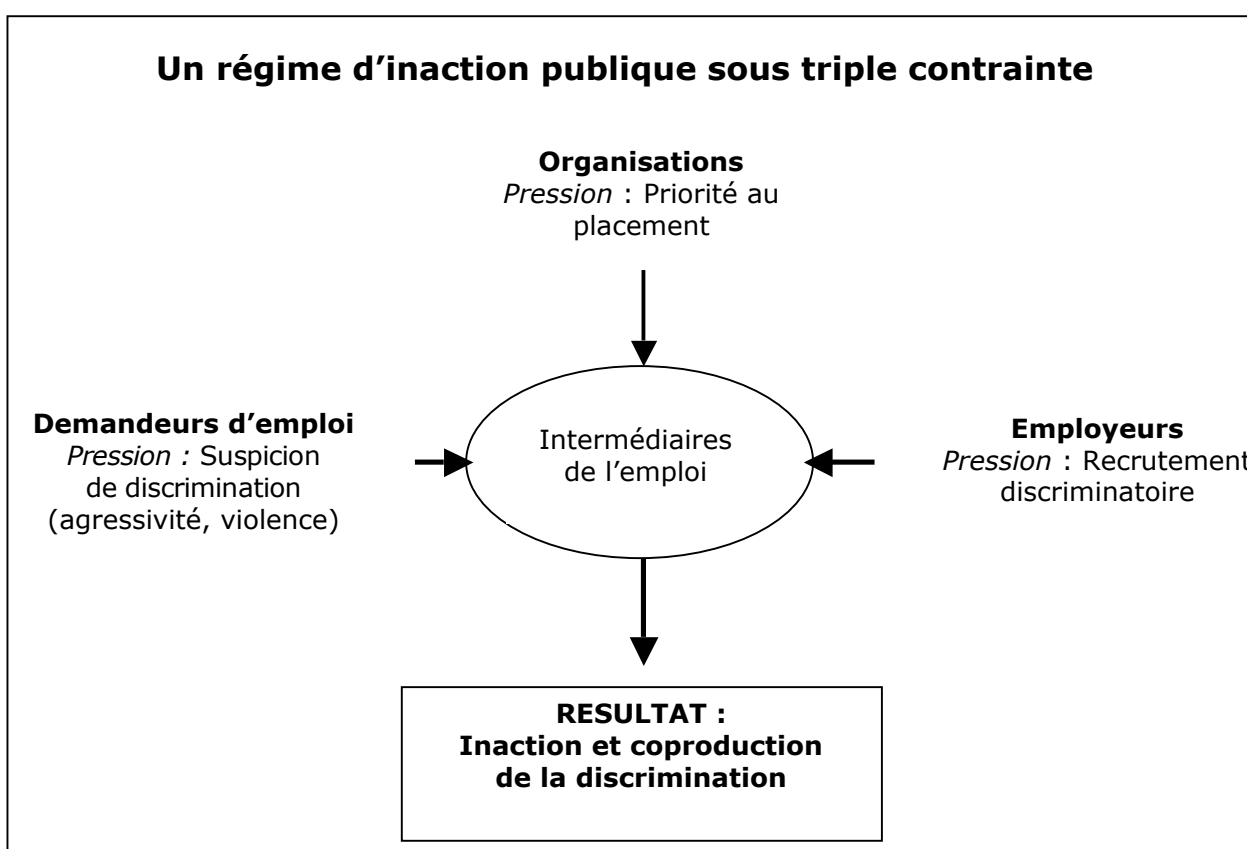 Un régime d’inaction publique sous triple contrainte
Organisations
Pression : Priorité au
placement
Demandeurs d’emploi
Pression : Suspicion
de discrimination
(agressivité, violence)
Intermédiaires
de l’emploi
Employeurs
Pression : Recrutement
discriminatoire
RESULTAT :
Inaction et coproduction
de la discrimination